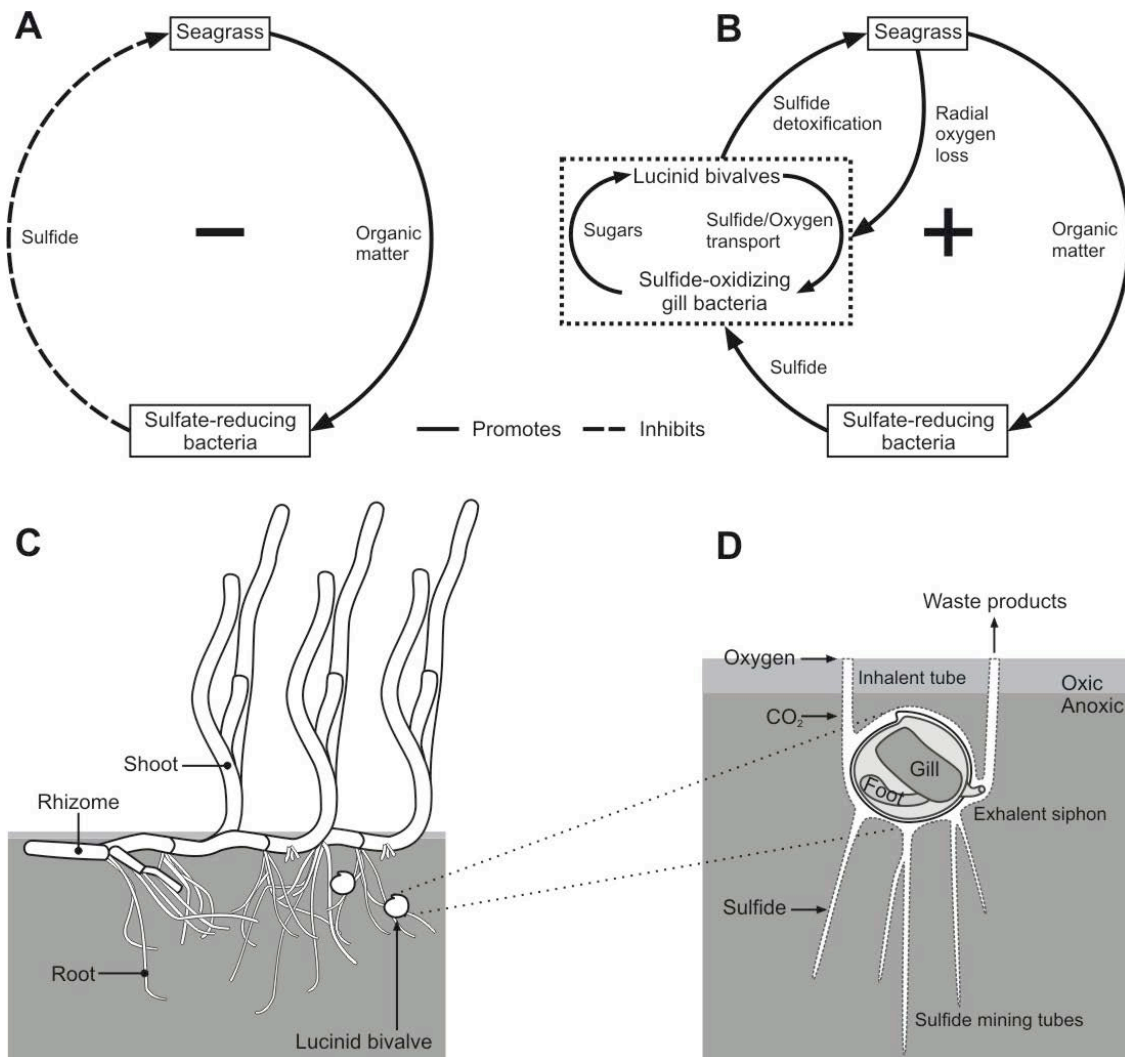 A
Seagrass
Sulfide
Organic
matter
Sulfate-reducing
bacteria
B
Seagrass
Sulfide
detoxification
Radial
oxygen
loss
Lucinid bivalves
Sugars
Sulfide/Oxygen
transport
Sulfide-oxidizing
gill bacteria
Organic
matter
Sulfide
Sulfate-reducing
bacteria
Promotes
Inhibits
C
Shoot
Rhizome
Root
Lucinid bivalve
D
Waste products
Oxygen
Inhalent tube
Oxic
Anoxic
CO₂
Gill
Foot
Exhalent siphon
Sulfide
Sulfide mining tubes